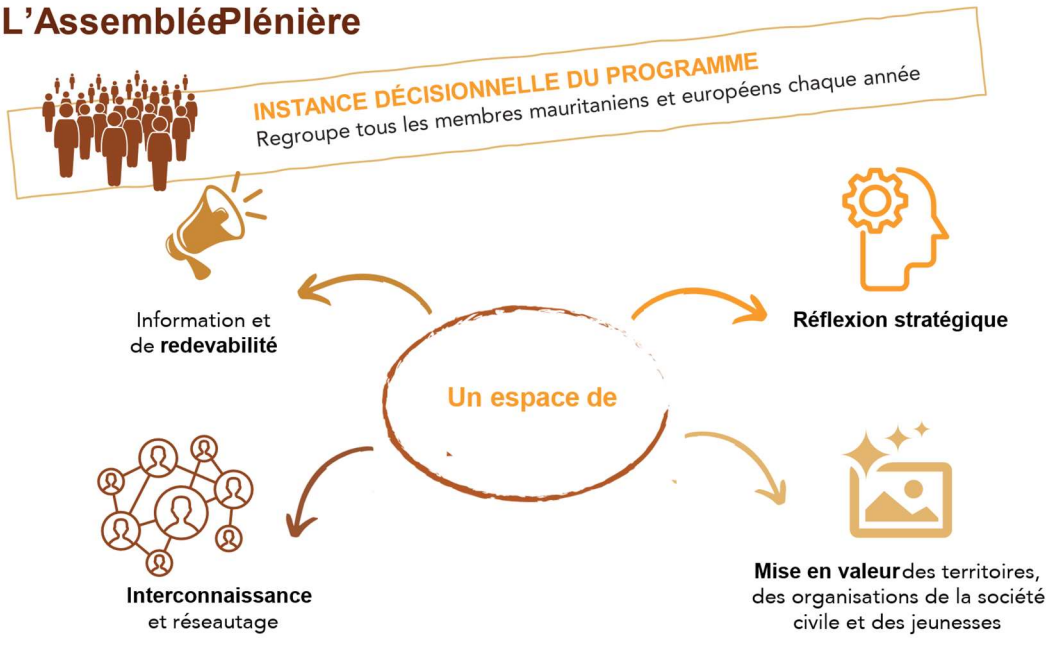 L'Assemblée Plénière
INSTANCE DÉCISIONNELLE DU PROGRAMME
Regroupe tous les membres mauritaniens et européens chaque année
Information et
de redevabilité
Réflexion stratégique
Un espace de
Interconnaissance
et réseautage
Mise en valeur des territoires,
des organisations de la société
civile et des jeunesses